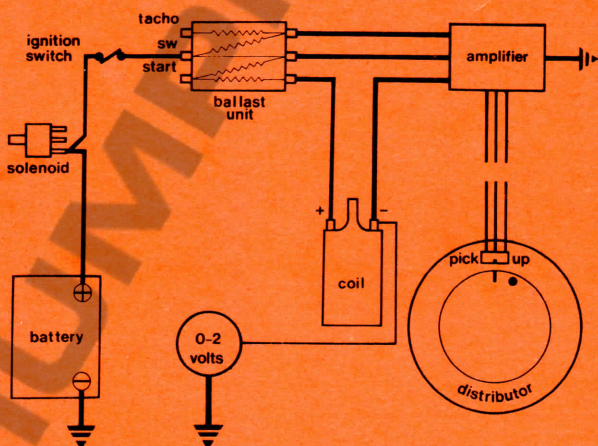 tacho
ignition
switch
sw
start
ballast
unit
amplifier
solenoid
+
-
pick up
coil
battery
0-2
volts
distributor